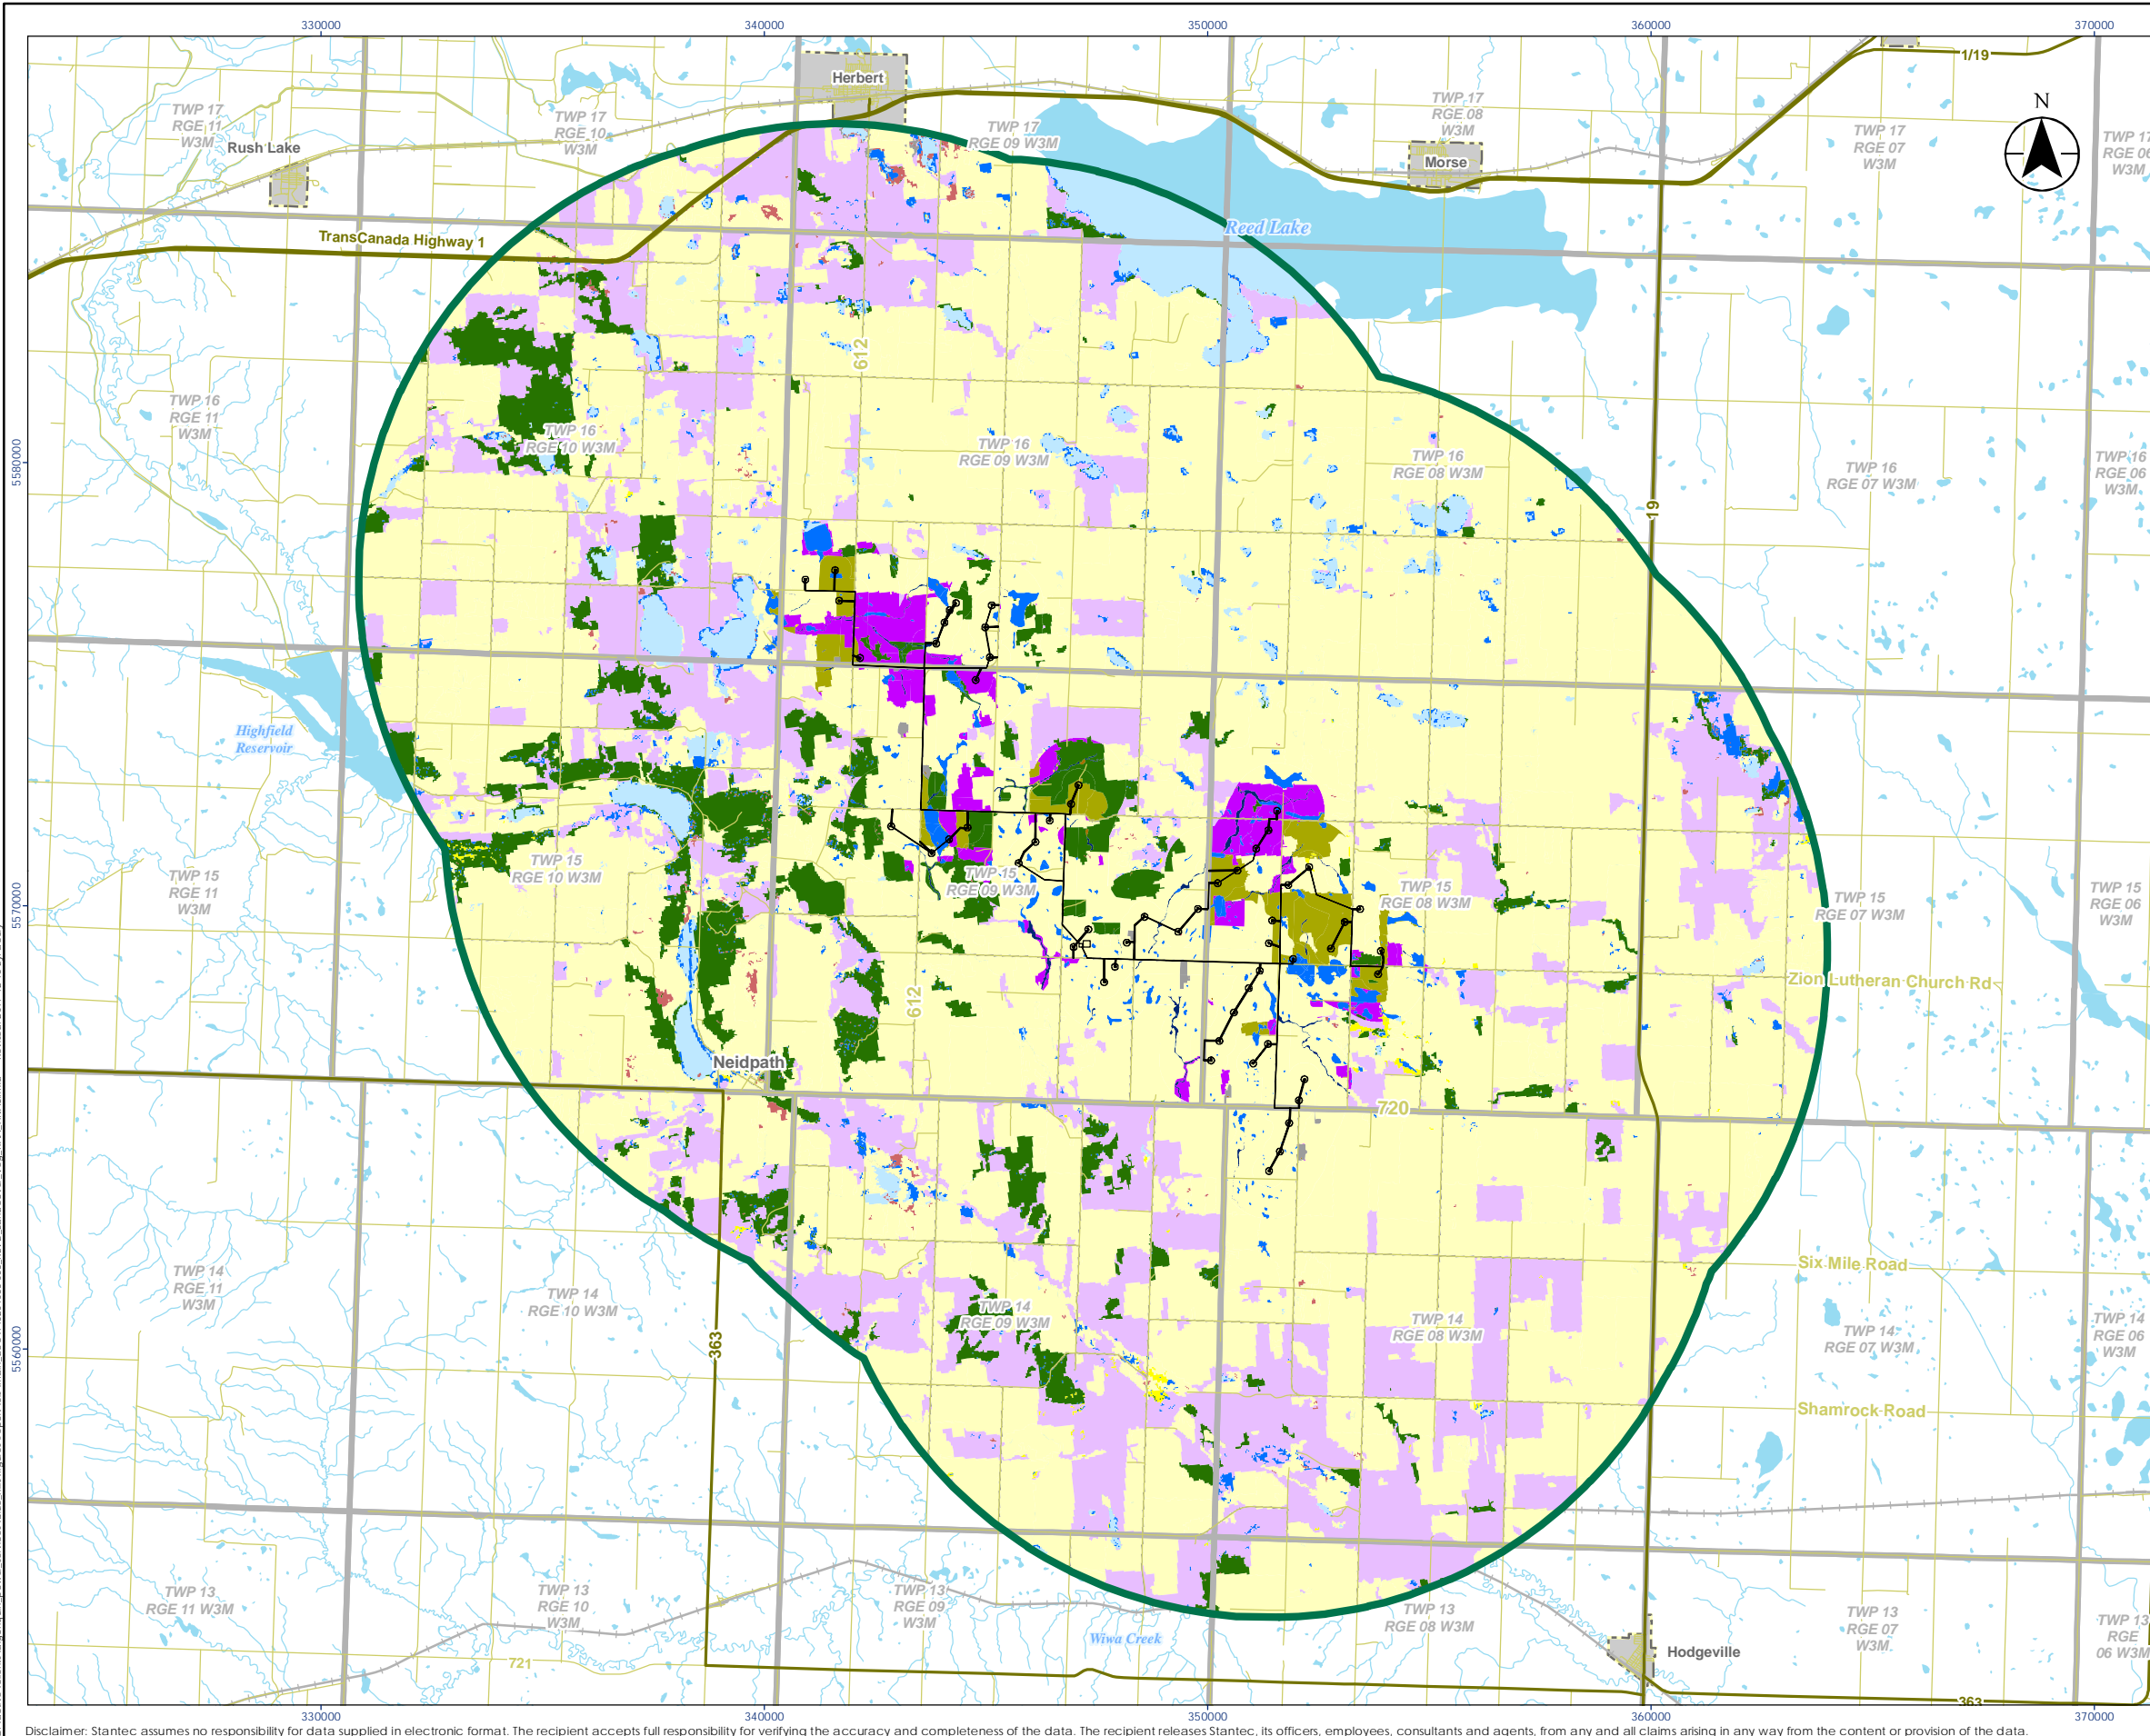 330000
340000
350000
360000
370000
1/19
Herbert
N
TWP 17
RGE 11
W3M
TWP 17
RGE 10
W3M
TWP 17
RGE 09 W3M
TWP 17
RGE 08
W3M
TWP 17
RGE 07
W3M
TWP 17
RGE 06
W3M
Rush Lake
Morse
Reed Lake
TransCanada Highway 1
612
TWP 16
RGE 11
W3M
TWP 16
RGE 10 W3M
TWP 16
RGE 09 W3M
TWP 16
RGE 08 W3M
TWP 16
RGE 07 W3M
TWP 16
RGE 06
W3M
5580000
19
Highfield
Reservoir
TWP 15
RGE 11
W3M
TWP 15
RGE 10 W3M
TWP 15
RGE 09 W3M
TWP 15
RGE 08 W3M
TWP 15
RGE 07 W3M
TWP 15
RGE 06
W3M
5570000
612
Zion Lutheran Church Rd
Neidpath
720
TWP 14
RGE 11
W3M
TWP 14
RGE 10 W3M
TWP 14
RGE 09 W3M
TWP 14
RGE 08 W3M
Six Mile Road
TWP 14
RGE 07 W3M
TWP 14
RGE 06
W3M
5560000
363
Shamrock Road
TWP 13
RGE 11 W3M
TWP 13
RGE 10
W3M
TWP 13
RGE 09
W3M
TWP 13
RGE 08 W3M
TWP 13
RGE 07
W3M
TWP 13
RGE
06 W3M
Wiwa Creek
Hodgeville
721
363
330000
340000
350000
360000
370000
Disclaimer: Stantec assumes no responsibility for data supplied in electronic format. The recipient accepts full responsibility for verifying the accuracy and completeness of the data. The recipient releases Stantec, its officers, employees, consultants and agents, from any and all claims arising in any way from the content or provision of the data.